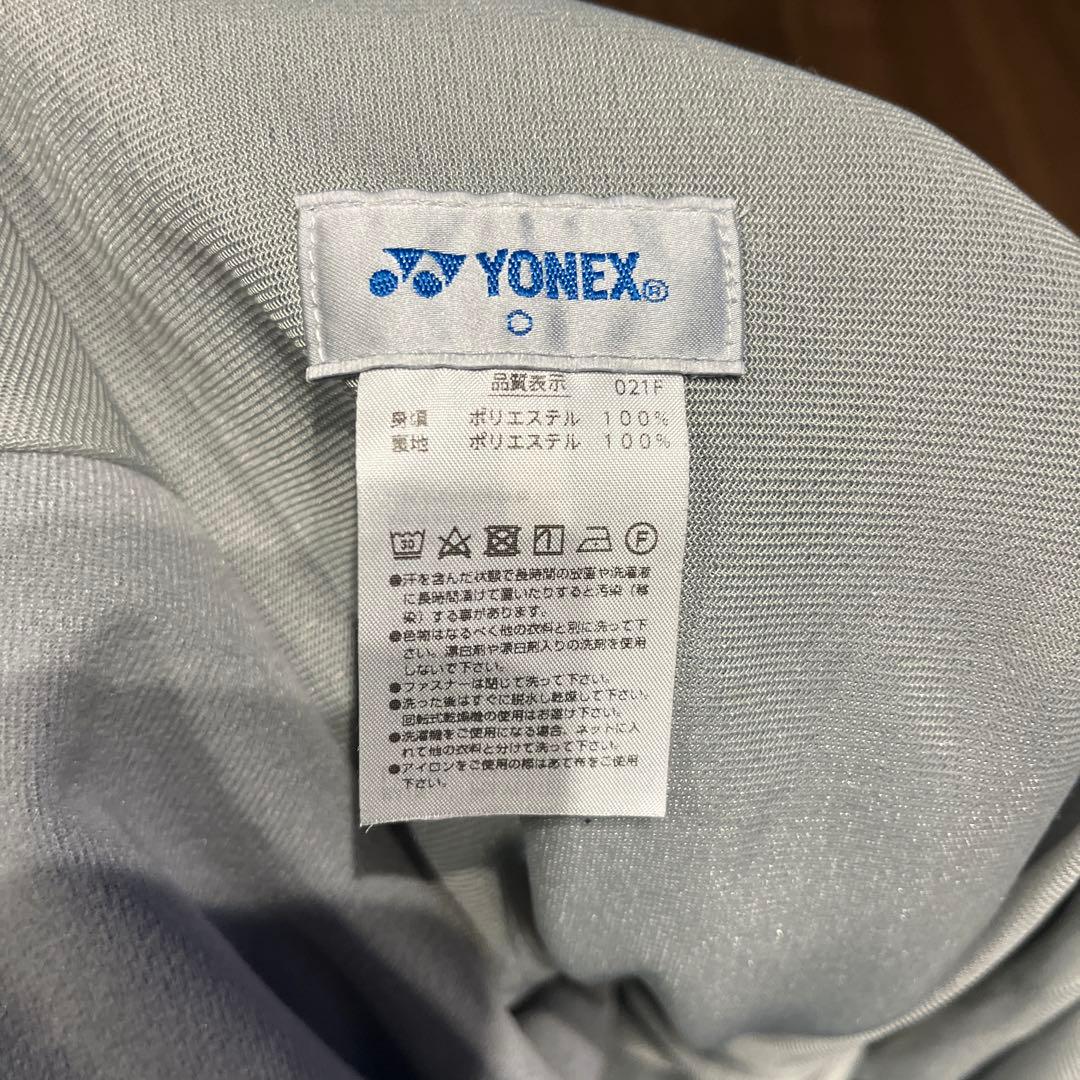 YONEX®
O
品質表示 021F
身頃 ポリエステル 100%
裏地 ポリエステル 100%
30 F
●汗を含んだ状態で長時間の放置や洗濯液
に長時間漬けて置いたりすると汚染(移
染)する事があります。
●色物はなるべく他の衣料と別に洗って下
さい。漂白剤や漂白剤入りの洗剤を使用
しないで下さい。
●ファスナーは閉じて洗って下さい。
●洗った後はすぐに脱水し乾燥して下さい。
回転式乾燥機の使用はお避け下さい。
●洗濯機をご使用になる場合、ネットに入
れて他の衣料と分けて洗って下さい。
●アイロンをご使用の際はあて布をご使用
下さい。